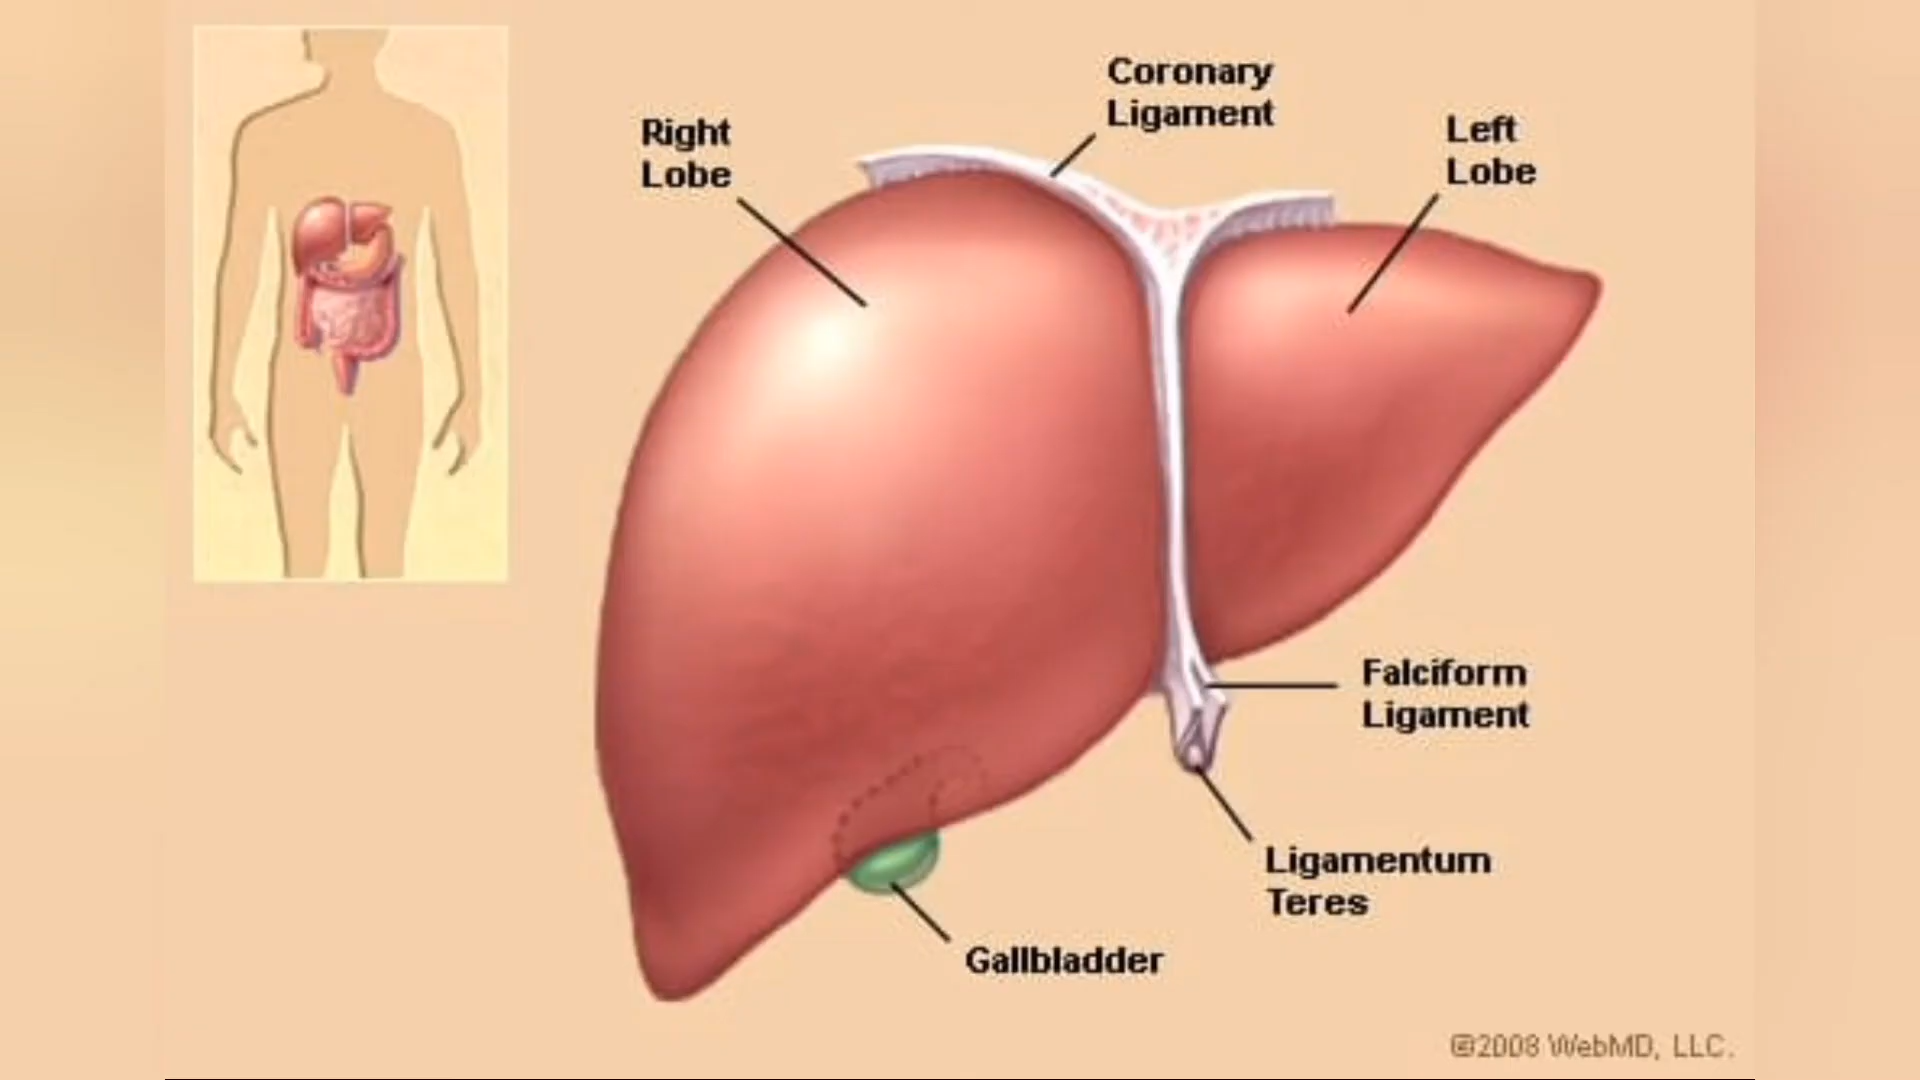 Coronary
Ligament
Right
Lobe
Left
Lobe
Falciform
Ligament
Ligamentum
Teres
Gallbladder
©2008 WebMD, LLC.